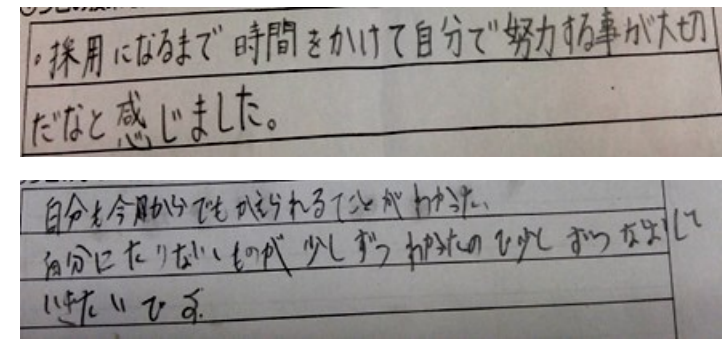 ・採用になるまで時間をかけて自分で努力する事が大切
だなと感じました。
自分も今日からでもかえられることがわかった。
自分にたりないものが少しずつわかったので少しずつなおして
いきたいです。